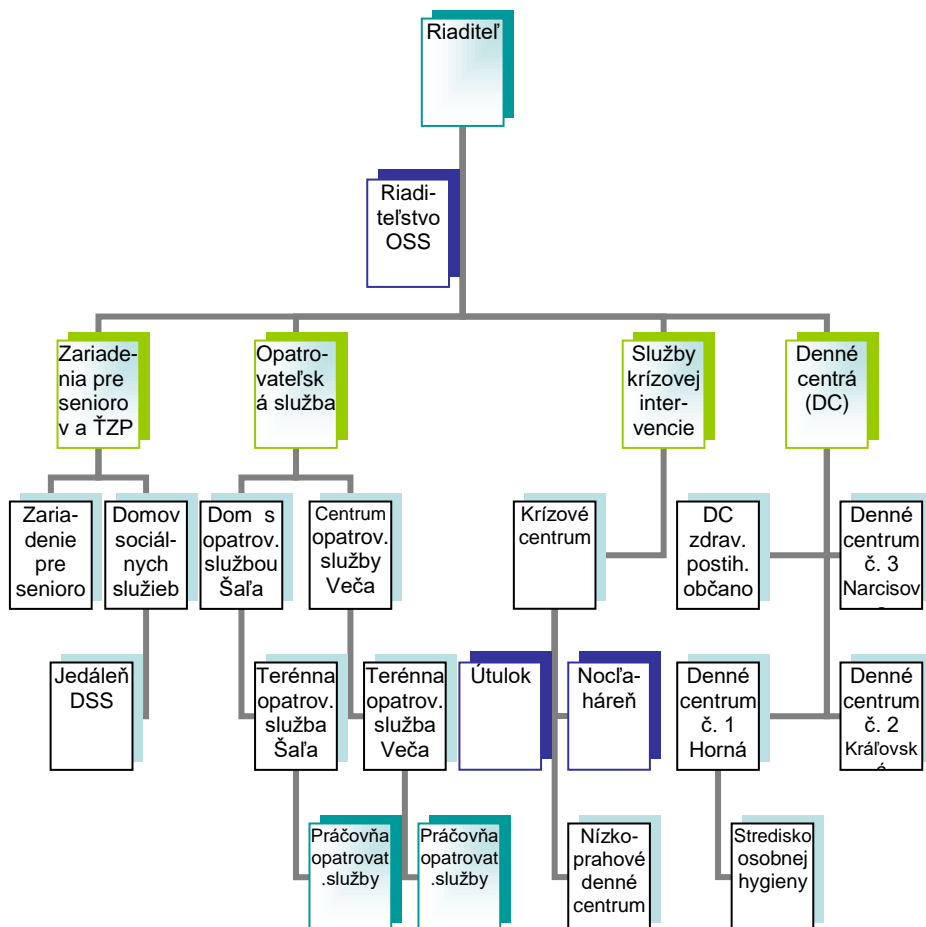 Riaditeľ
Riadi-
teľstvo
OSS
Zariade-
nia pre
senioro
v a ŤZP
Opatro-
vateľsk
á služba
Služby
krízovej
inter-
vencie
Denné
centrá
(DC)
Zaria-
denie
pre
senioro
Domov
sociál-
nych
služieb
Dom s
opatrov.
službou
Šaľa
Centrum
opatrov.
služby
Veča
Krízové
centrum
DC
zdrav.
postih.
občano
Denné
centrum
č. 3
Narcisov
Jedáleň
DSS
Terénna
opatrov.
služba
Šaľa
Terénna
opatrov.
služba
Veča
Útulok
Nocľa-
háreň
Denné
centrum
č. 1
Horná
Denné
centrum
č. 2
Kráľovsk
Práčovňa
opatrovat
.služby
Práčovňa
opatrovat
.služby
Nízko-
prahové
denné
centrum
Stredisko
osobnej
hygieny